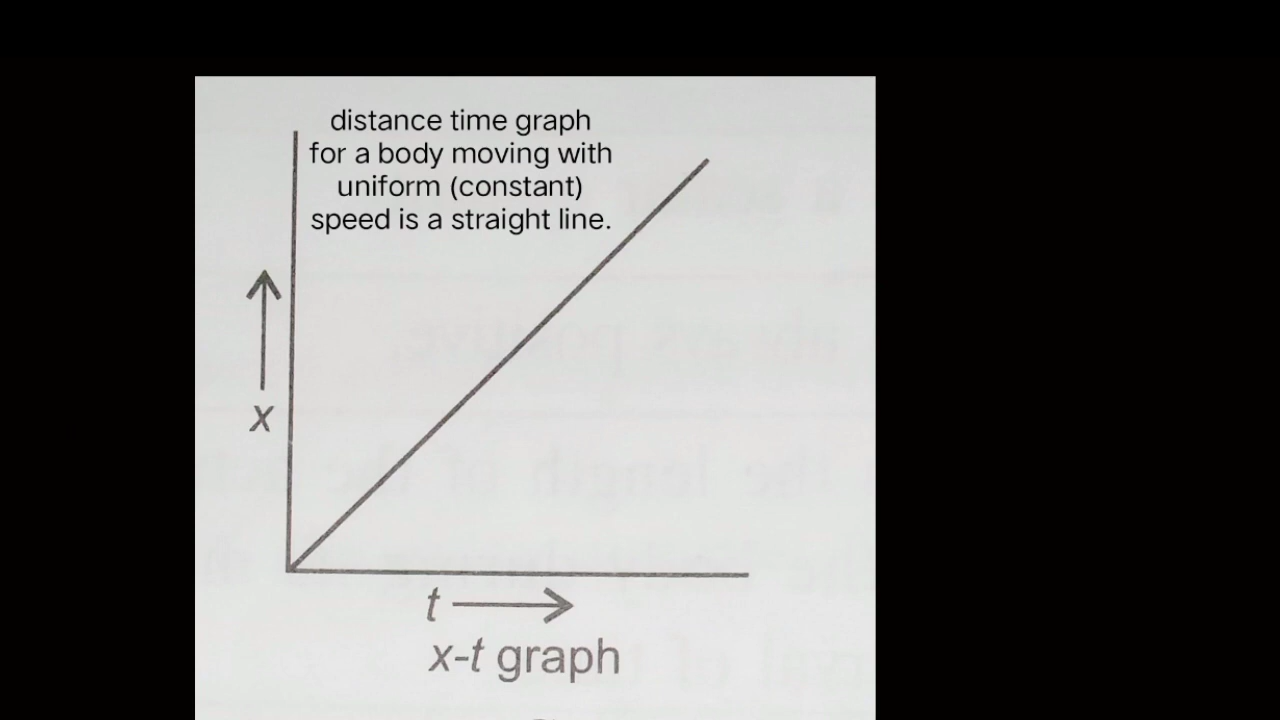 distance time graph
for a body moving with
uniform (constant)
speed is a straight line.
x
t
x-t graph